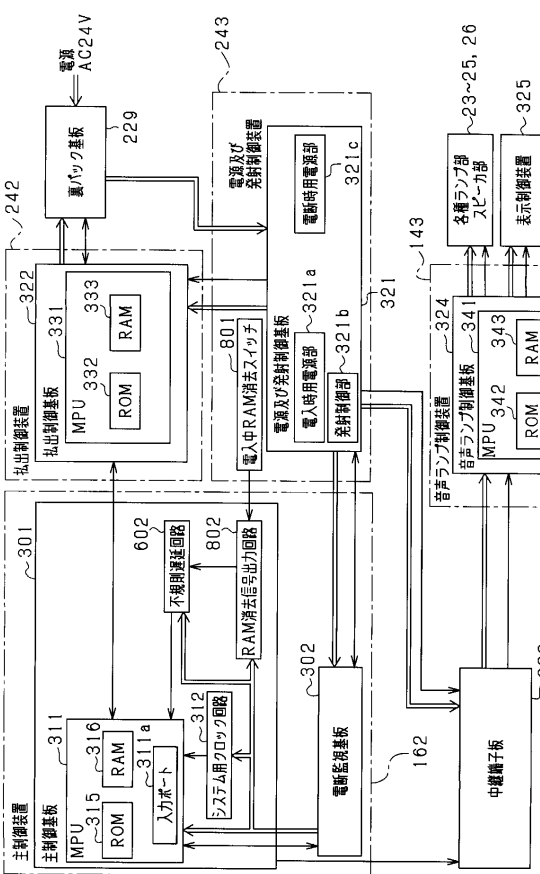 主制御装置
主制御基板
301
311
MPU
315
ROM
316
RAM
311a
入力ポート
312
システム用クロック回路
602
不規則遅延回路
802
RAM消去信号出力回路
302
電断監視基板
162
242
払出制御装置
322
払出制御基板
331
MPU
332
ROM
333
RAM
裏パック基板
229
電源
AC24V
801
電入中RAM消去スイッチ
243
電源及び
発射制御装置
電源及び発射制御基板
321a
電入時用電源部
321b
発射制御部
電断時用電源部
321c
321
中継端子板
143
音声ランプ制御装置
324
音声ランプ制御基板
341
MPU
342
ROM
343
RAM
各種ランプ部
スピーカ部
23~25, 26
表示制御装置
325